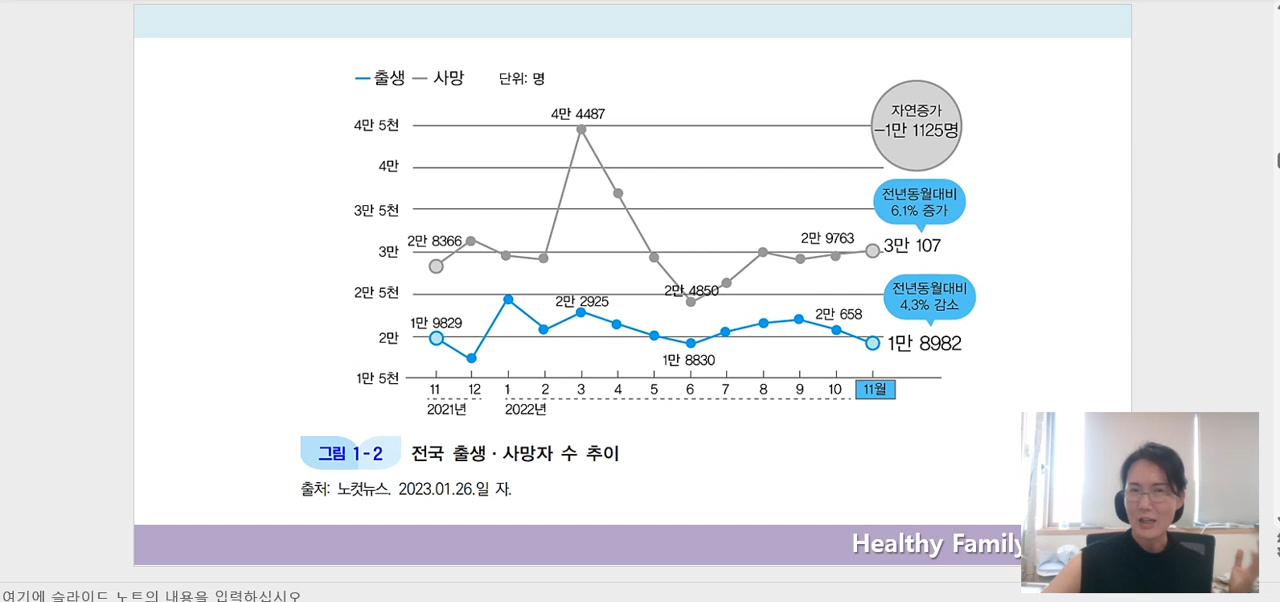 출생 사망 단위: 명
자연증가
-1만 1125명
4만 4487
4만 5천
4만
3만 5천
전년동월대비
6.1% 증가
2만 8366
2만 9763
3만 107
3만
2만 4850
2만 5천
전년동월대비
4.3% 감소
2만 2925
2만 658
1만 9829
2만
1만 8982
1만 8830
1만 5천
11 12 1 2 3 4 5 6 7 8 9 10 11월
2021년 2022년
그림 1-2 전국 출생·사망자 수 추이
출처: 노컷뉴스. 2023.01.26.일 자.
Healthy Family
여기에 슬라이드 노트의 내용을 입력하십시오